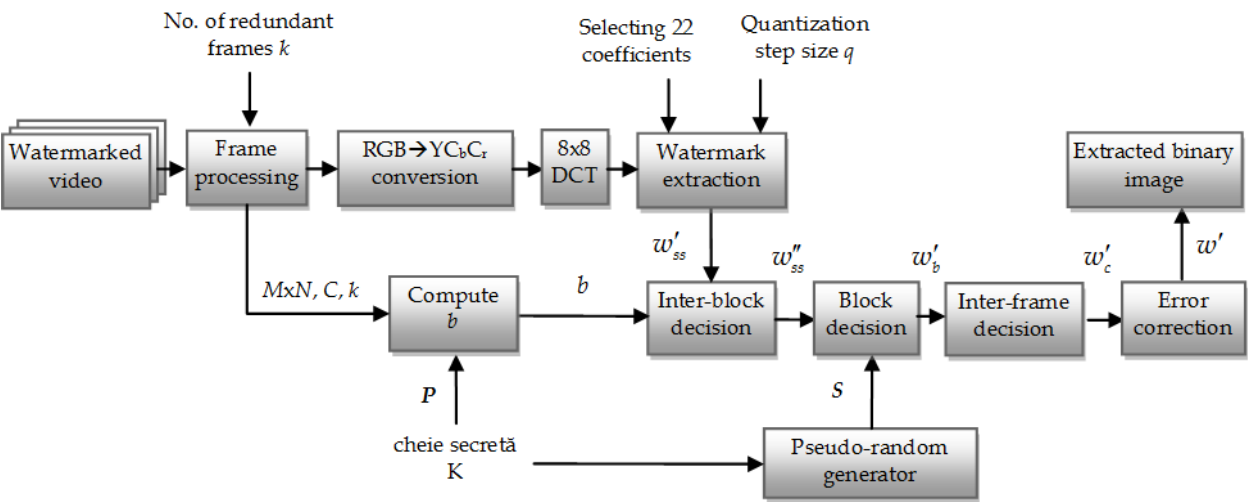 No. of redundant
frames k
Selecting 22
coefficients
Quantization
step size q
Watermarked
video
Frame
processing
RGB→YCbCr
conversion
8x8
DCT
Watermark
extraction
Extracted binary
image
w'ss
w''ss
w'b
w'c
w'
MxN, C, k
Compute
b
b
Inter-block
decision
Block
decision
Inter-frame
decision
Error
correction
P
S
cheie secretă
K
Pseudo-random
generator